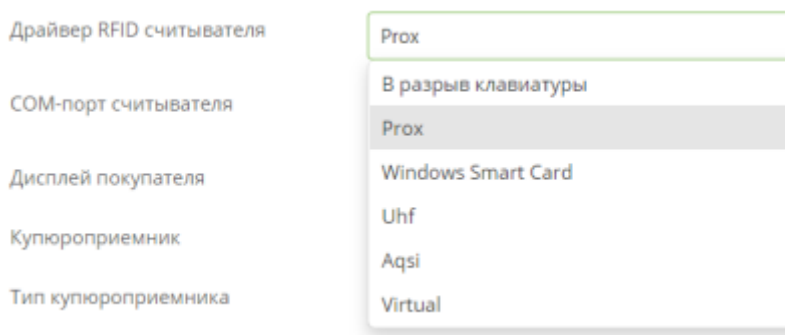 Драйвер RFID считывателя
Prox
В разрыв клавиатуры
COM-порт считывателя
Prox
Дисплей покупателя
Windows Smart Card
Uhf
Купюроприемник
Aqsi
Тип купюроприемника
Virtual